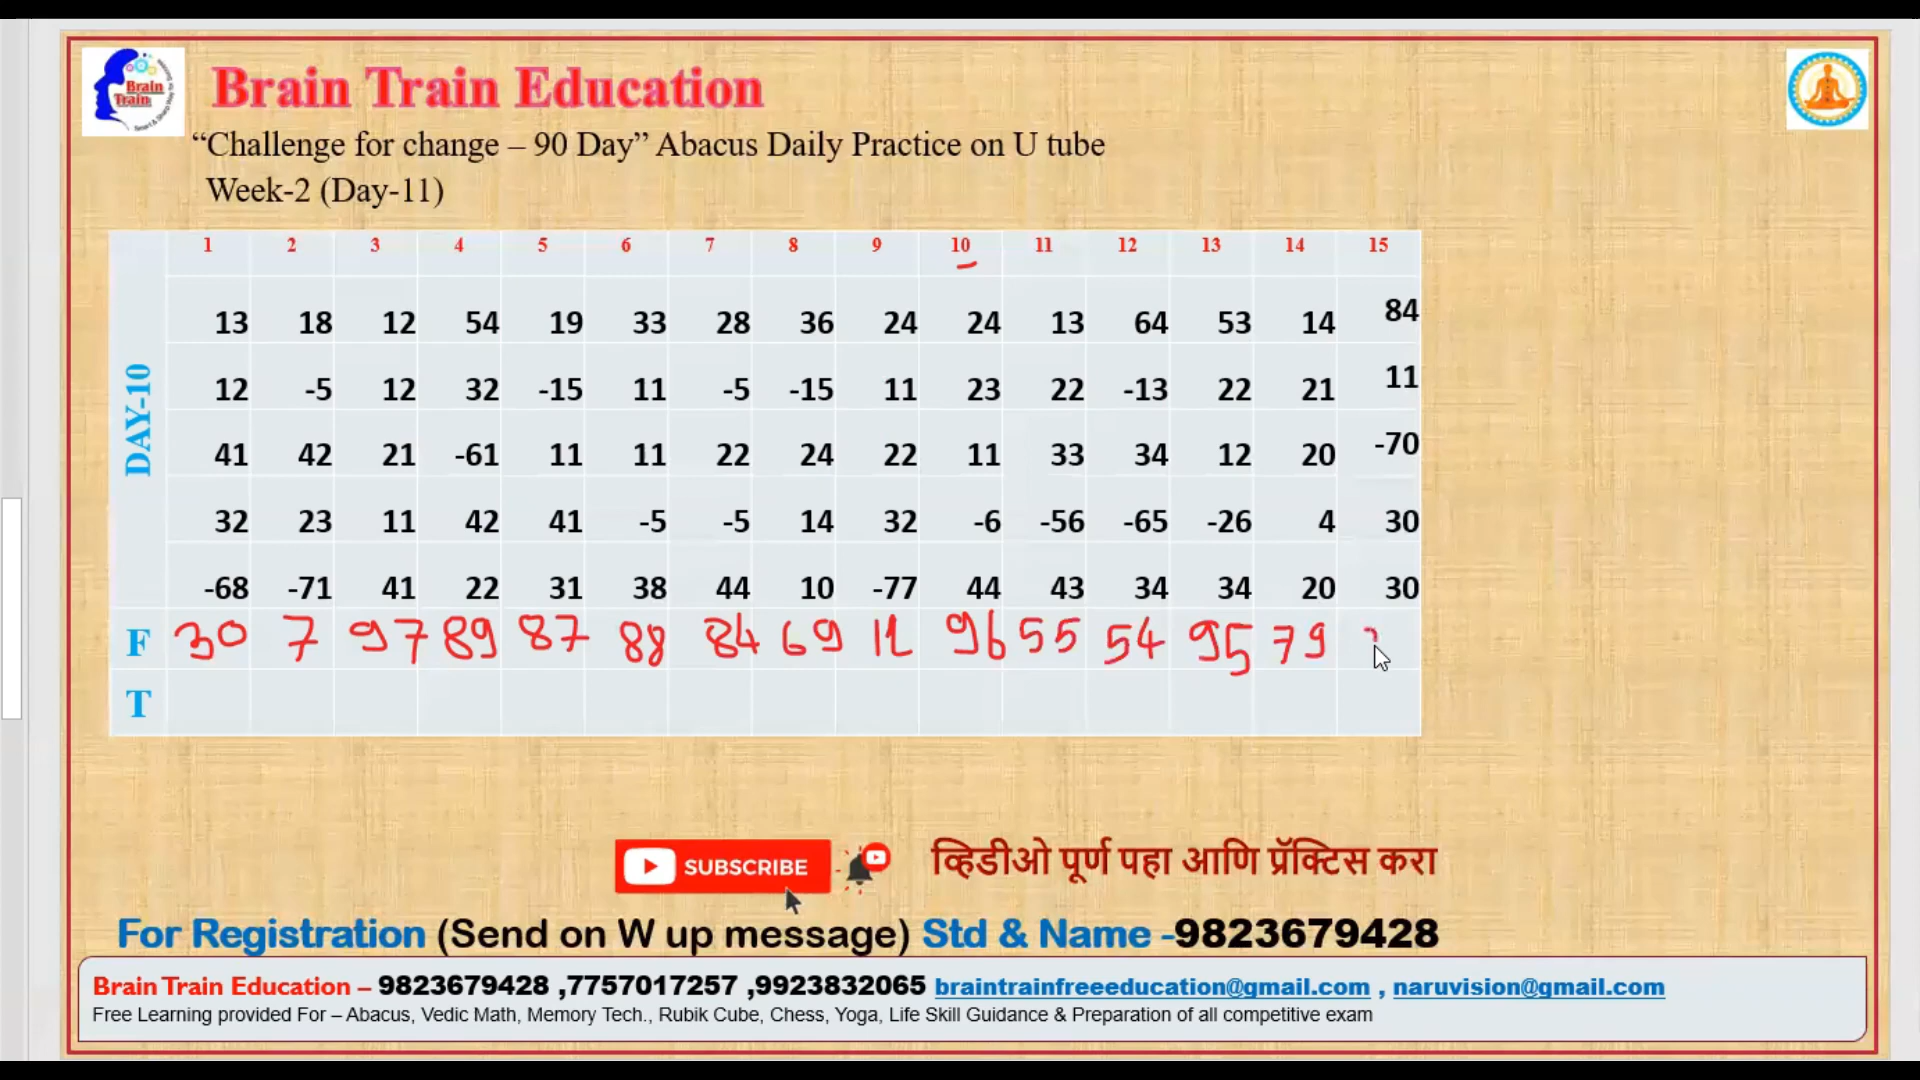 Brain
Train
Brain Train Education
“Challenge for change – 90 Day” Abacus Daily Practice on U tube
Week-2 (Day-11)
1 2 3 4 5 6 7 8 9 10 11 12 13 14 15
DAY-10
13 18 12 54 19 33 28 36 24 24 13 64 53 14 84
12 -5 12 32 -15 11 -5 -15 11 23 22 -13 22 21 11
41 42 21 -61 11 11 22 24 22 11 33 34 12 20 -70
32 23 11 42 41 -5 -5 14 32 -6 -56 -65 -26 4 30
-68 -71 41 22 31 38 44 10 -77 44 43 34 34 20 30
F 30 7 97 89 87 88 84 69 12 96 55 54 95 79
T
SUBSCRIBE
व्हिडीओ पूर्ण पहा आणि प्रॅक्टिस करा
For Registration (Send on W up message) Std & Name -9823679428
Brain Train Education – 9823679428 ,7757017257 ,9923832065 braintrainfreeeducation@gmail.com , naruvision@gmail.com
Free Learning provided For – Abacus, Vedic Math, Memory Tech., Rubik Cube, Chess, Yoga, Life Skill Guidance & Preparation of all competitive exam